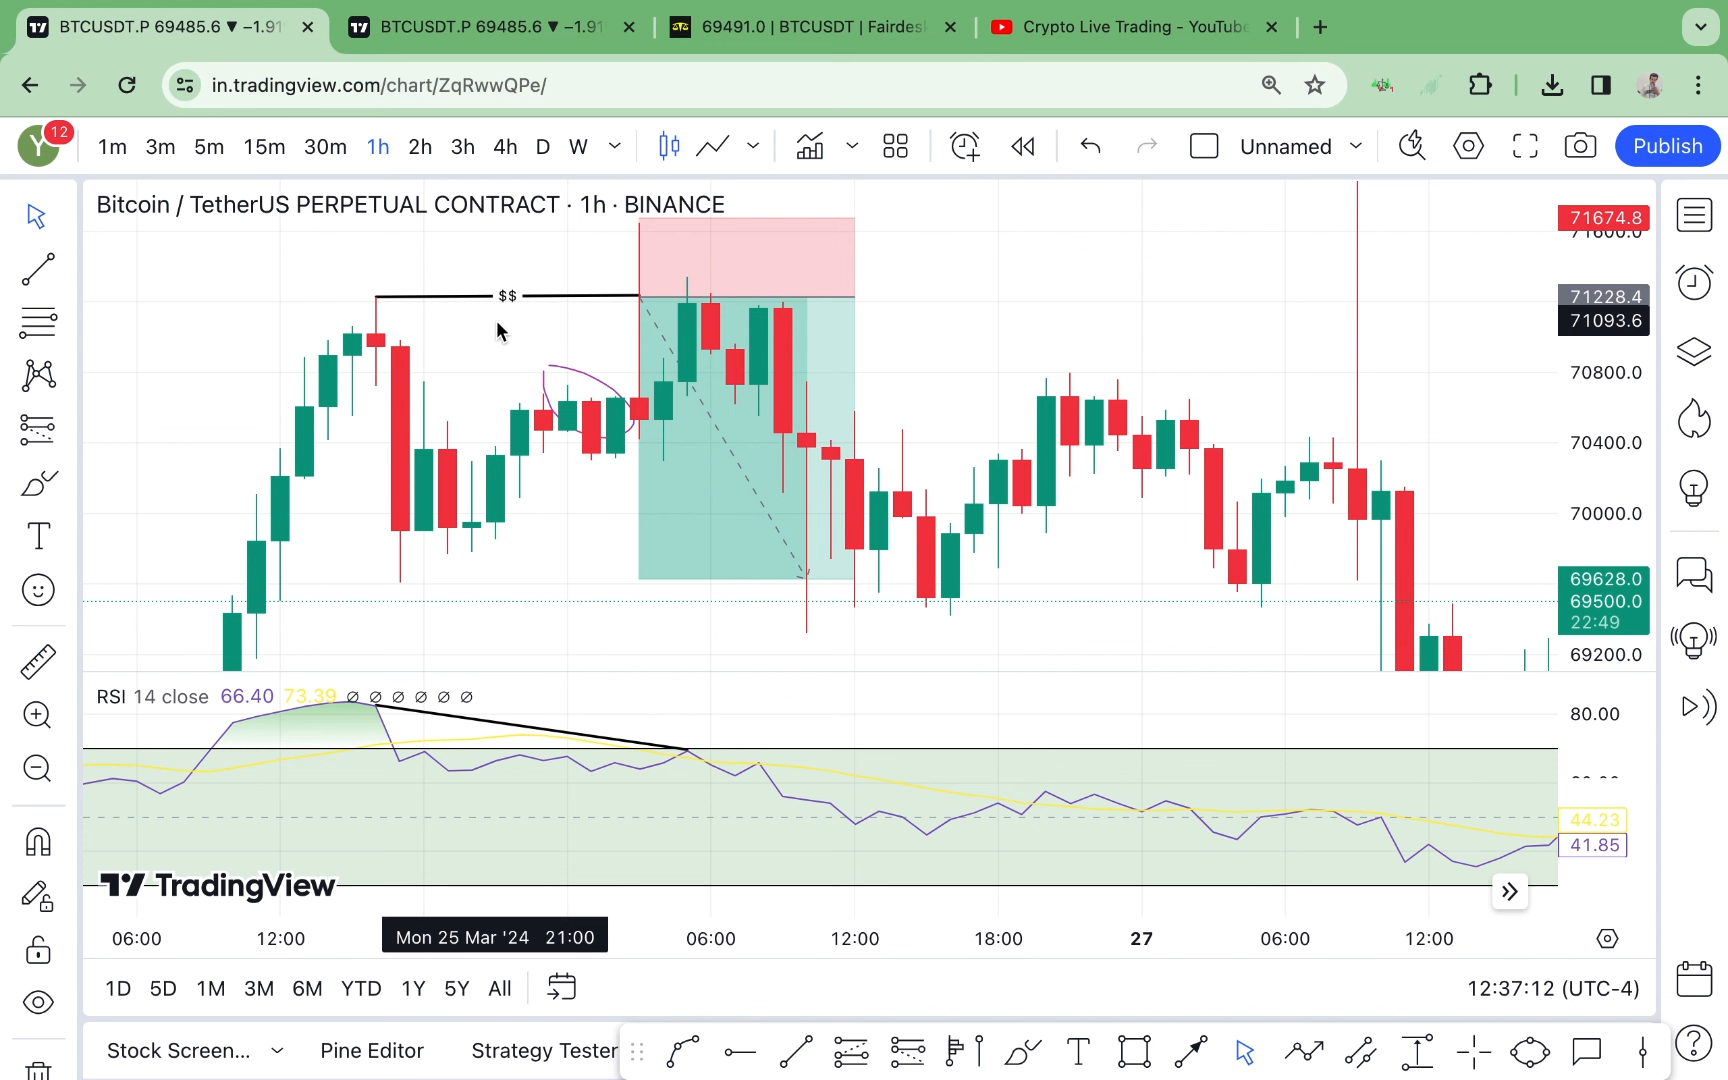 BTCUSDT.P 69485.6 ▼ −1.91
BTCUSDT.P 69485.6 ▼ −1.91
69491.0 | BTCUSDT | Fairdes
Crypto Live Trading - YouTube
in.tradingview.com/chart/ZqRwwQPe/
Y
12
1m 3m 5m 15m 30m 1h 2h 3h 4h D W
Unnamed
Publish
Bitcoin / TetherUS PERPETUAL CONTRACT · 1h · BINANCE
$$
71674.8
71600.0
71228.4
71093.6
70800.0
70400.0
70000.0
69628.0
69500.0
22:49
69200.0
RSI 14 close 66.40 73.39 ∅ ∅ ∅ ∅ ∅ ∅
80.00
44.23
41.85
TradingView
06:00 12:00 Mon 25 Mar '24 21:00 06:00 12:00 18:00 27 06:00 12:00
1D 5D 1M 3M 6M YTD 1Y 5Y All
12:37:12 (UTC-4)
Stock Screen... Pine Editor Strategy Tester